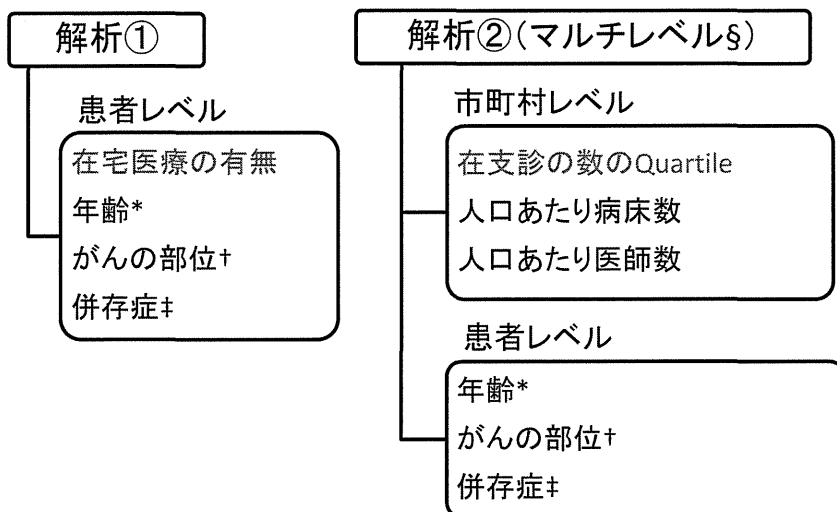 解析①
患者レベル
在宅医療の有無
年齢*
がんの部位†
併存症‡
解析②(マルチレベル§)
市町村レベル
在支診の数のQuartile
人口あたり病床数
人口あたり医師数
患者レベル
年齢*
がんの部位†
併存症‡